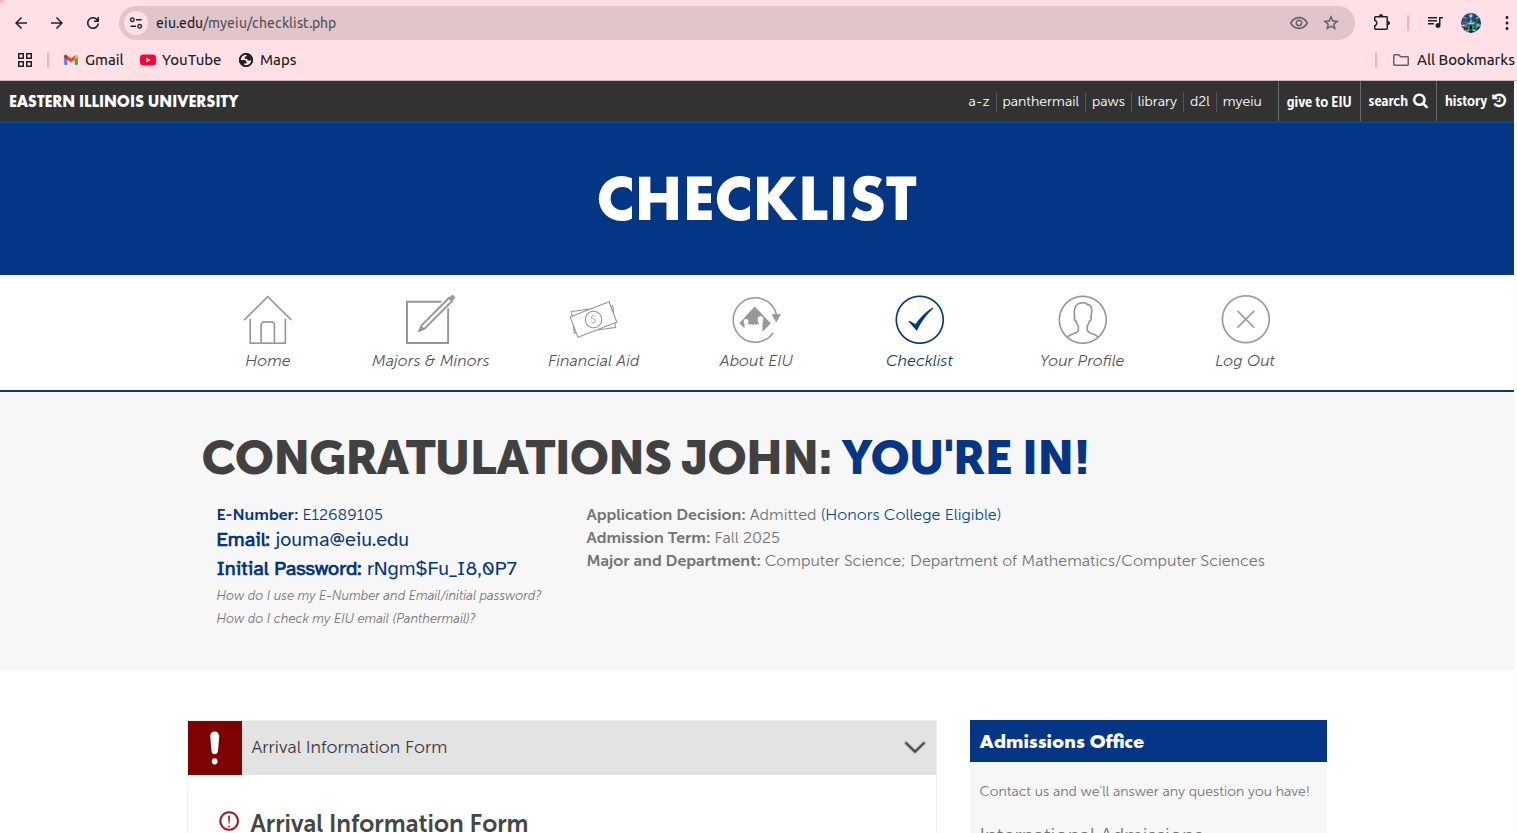 eiu.edu/myeiu/checklist.php
Gmail
YouTube
Maps
All Bookmarks
EASTERN ILLINOIS UNIVERSITY
a-z
panthermail
paws
library
d2l
myeiu
give to EIU
search
history
CHECKLIST
Home
Majors & Minors
Financial Aid
About EIU
Checklist
Your Profile
Log Out
CONGRATULATIONS JOHN: YOU'RE IN!
E-Number: E12689105
Email: jouma@eiu.edu
Initial Password: rNgm$Fu_I8,0P7
How do I use my E-Number and Email/initial password?
How do I check my EIU email (Panthermail)?
Application Decision: Admitted (Honors College Eligible)
Admission Term: Fall 2025
Major and Department: Computer Science; Department of Mathematics/Computer Sciences
Arrival Information Form
Arrival Information Form
Admissions Office
Contact us and we'll answer any question you have!
International Admissions